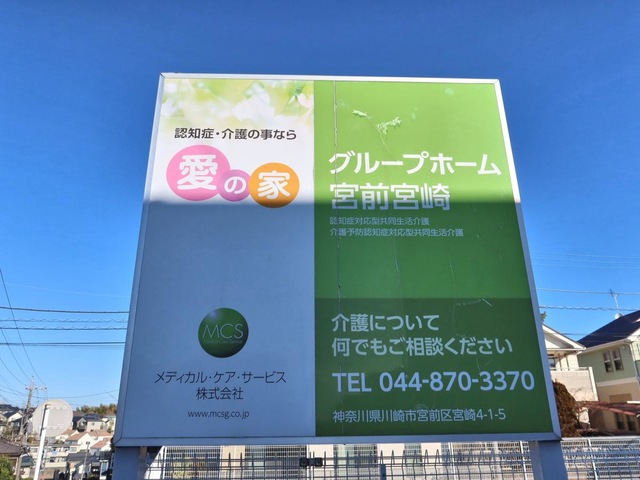 認知症・介護の事なら
愛の家
MCS
メディカル・ケア・サービス
株式会社
www.mcsg.co.jp
グループホーム
宮前宮崎
認知症対応型共同生活介護
介護予防認知症対応型共同生活介護
介護について
何でもご相談ください
TEL 044-870-3370
神奈川県川崎市宮前区宮崎4-1-5